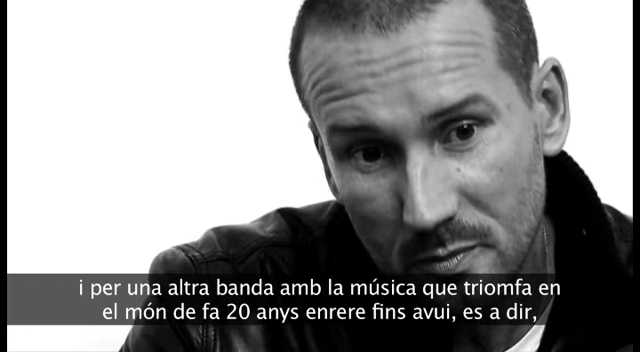 i per una altra banda amb la música que triomfa en
el món de fa 20 anys enrere fins avui, es a dir,